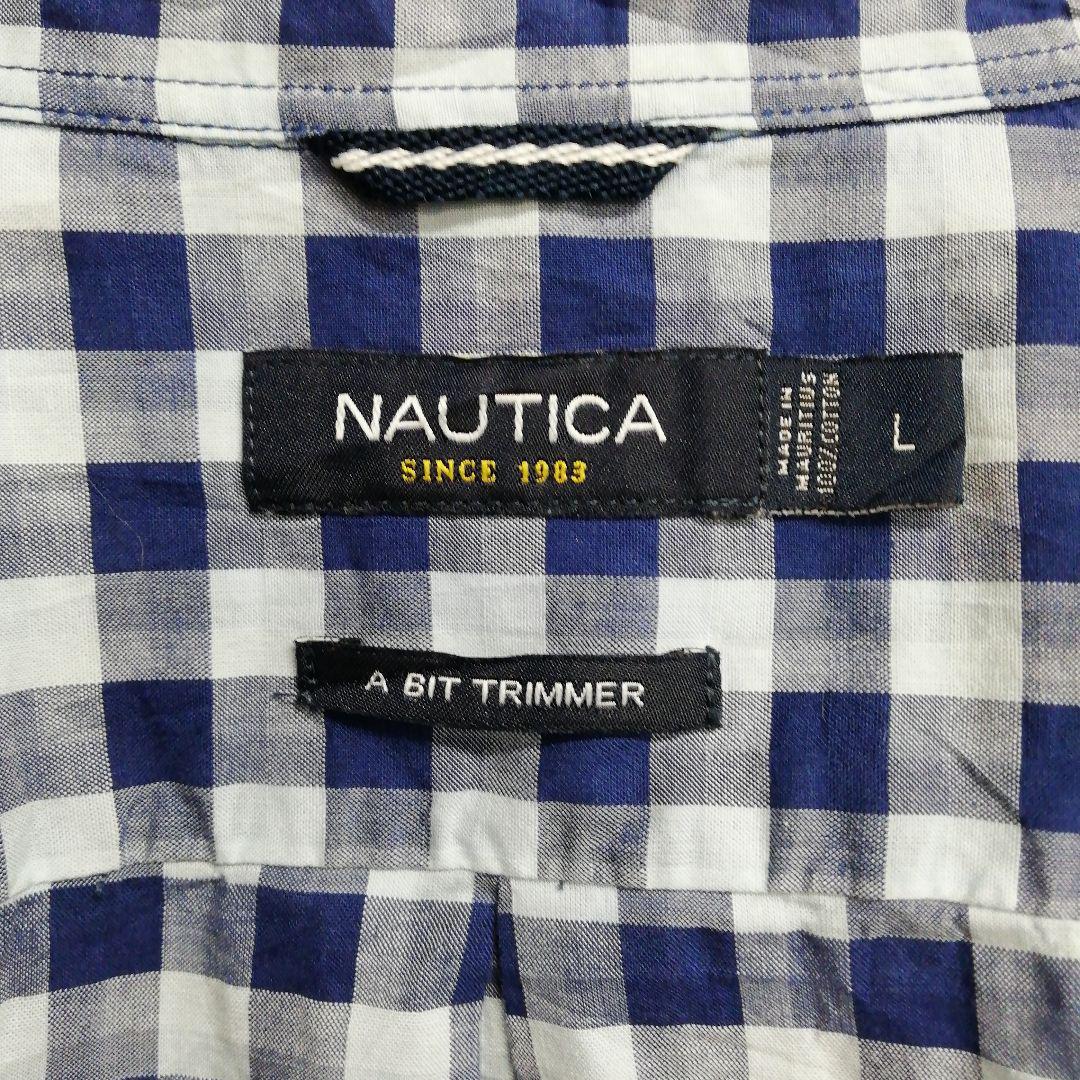 NAUTICA
SINCE 1983
MADE IN
MAURITIUS
100% COTTON
L
A BIT TRIMMER